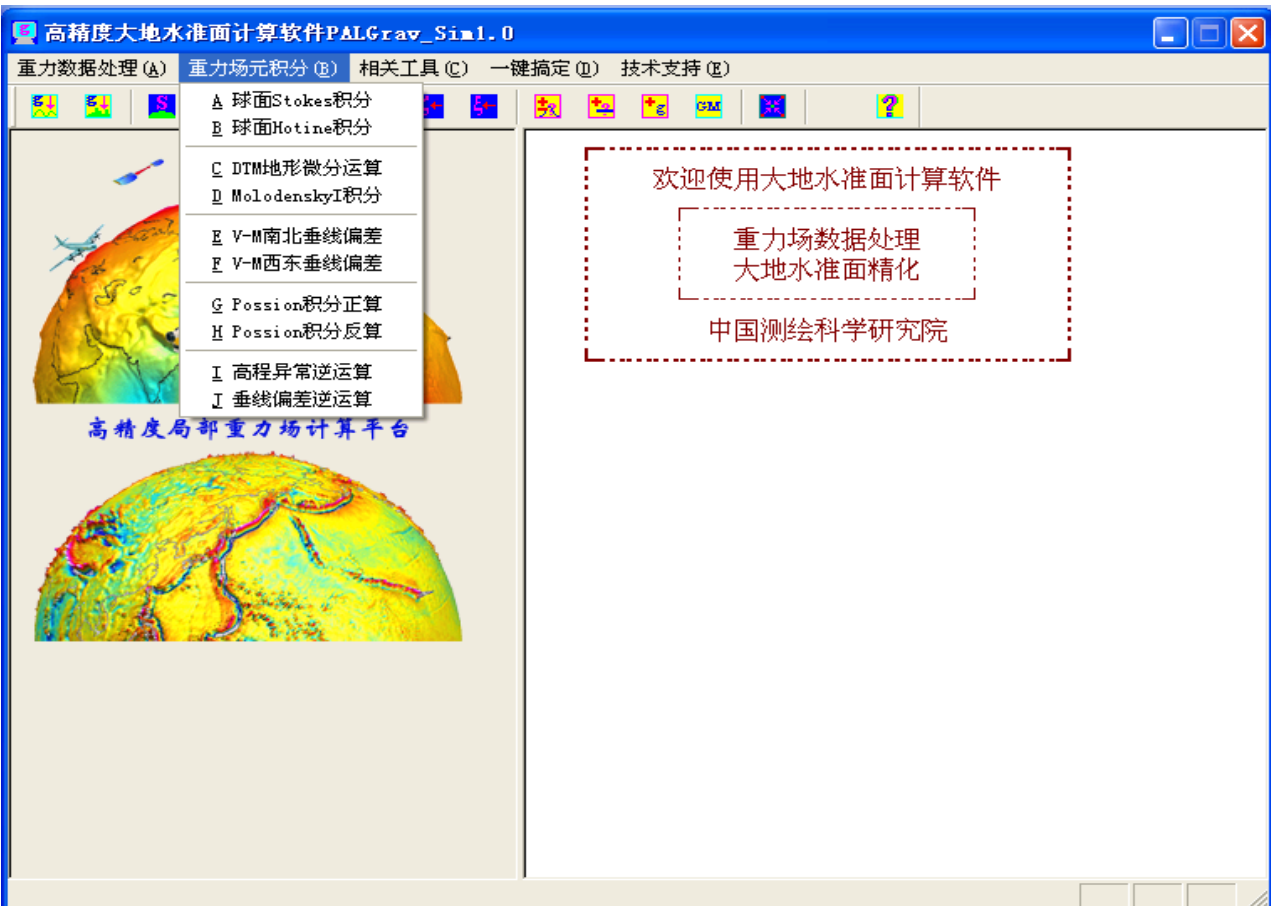 高精度大地水准面计算软件PALGrav_Sim1.0
重力数据处理(A) 重力场元积分(B) 相关工具(C) 一键搞定(D) 技术支持(E)
A 球面Stokes积分
B 球面Hotine积分
C DTM地形微分运算
D MolodenskyI积分
E V-M南北垂线偏差
F V-M西东垂线偏差
G Possion积分正算
H Possion积分反算
I 高程异常逆运算
J 垂线偏差逆运算
高精度局部重力场计算平台
欢迎使用大地水准面计算软件
重力场数据处理
大地水准面精化
中国测绘科学研究院